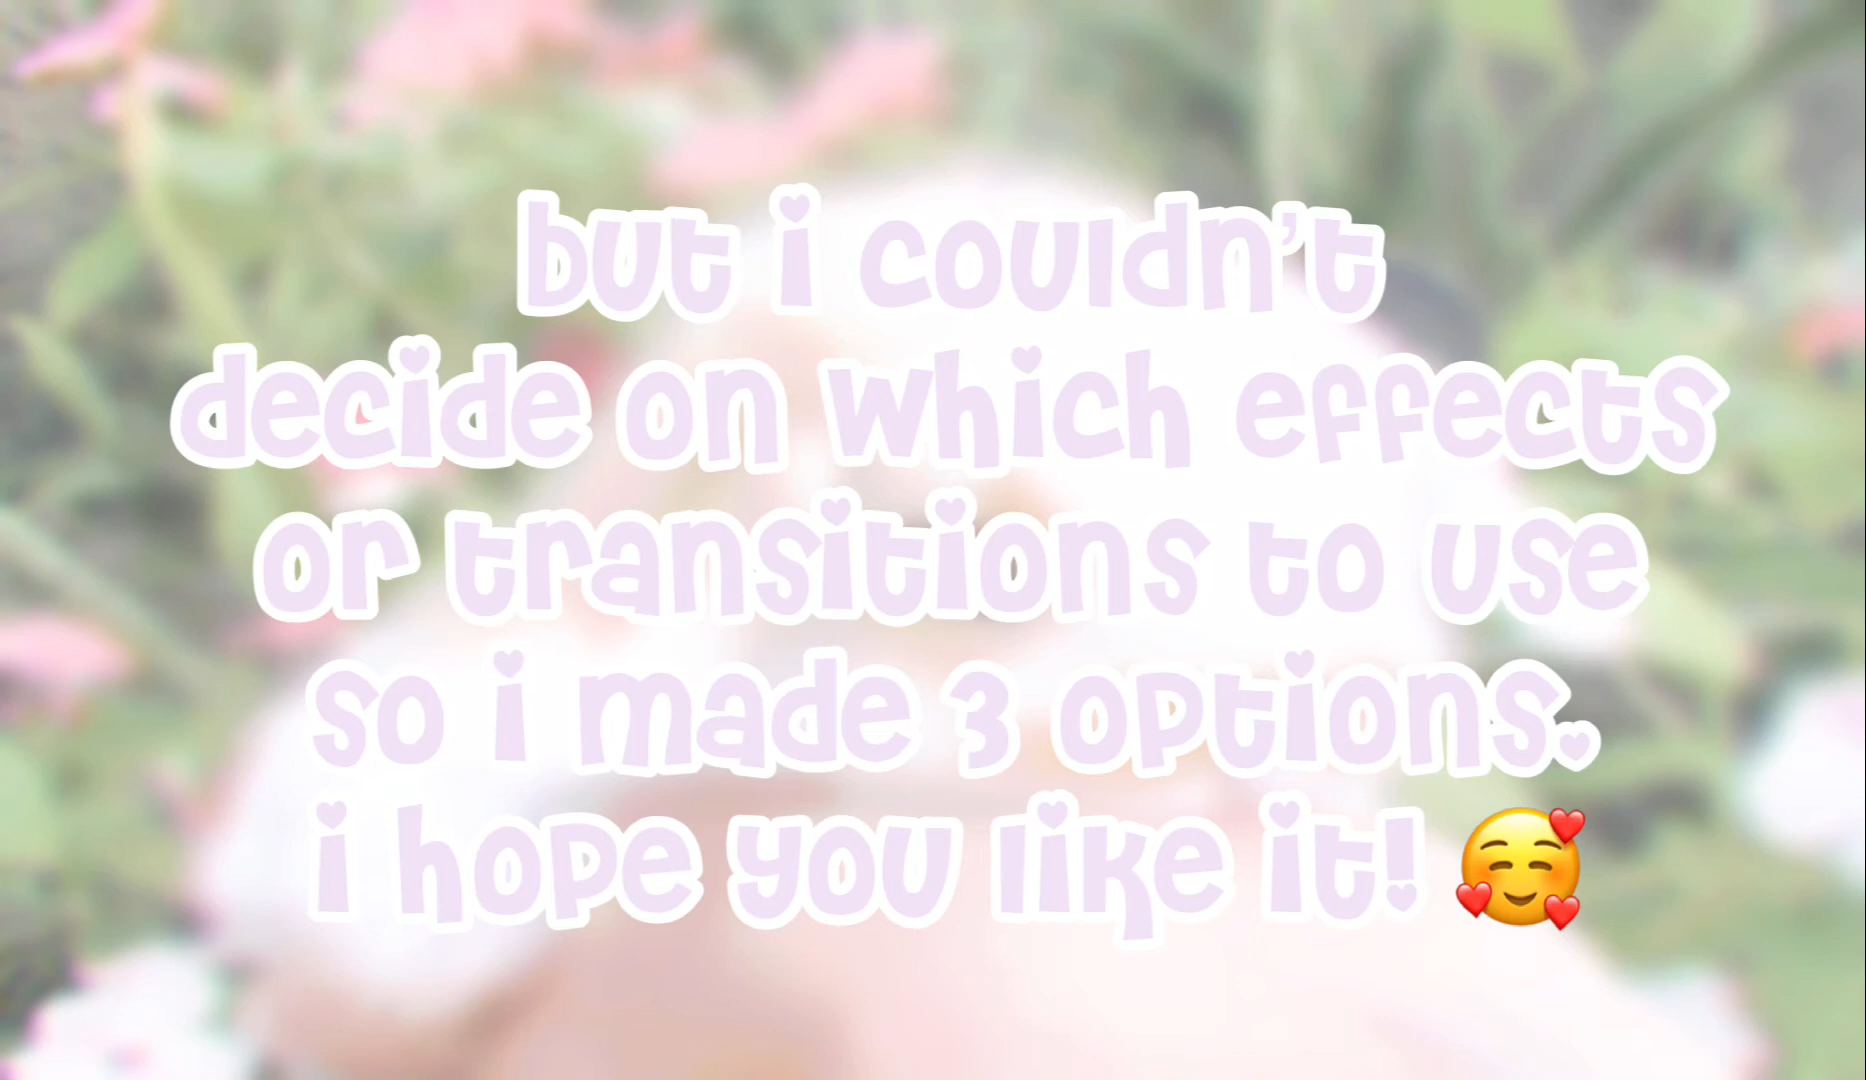 but i couldn't
decide on which effects
or transitions to use
so i made 3 options.
i hope you like it! 🥰